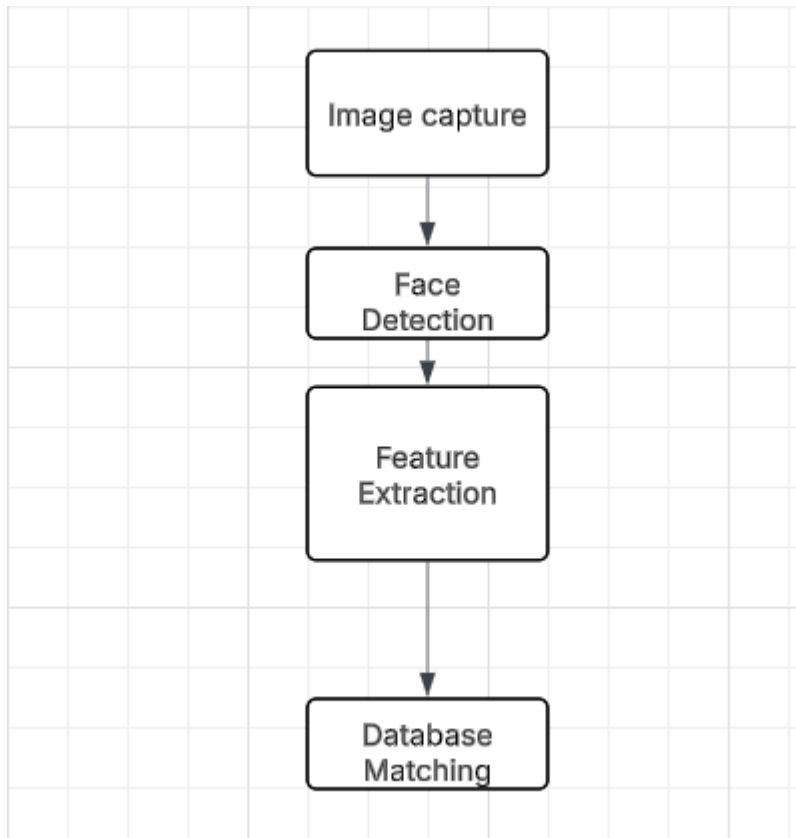 Image capture
Face
Detection
Feature
Extraction
Database
Matching